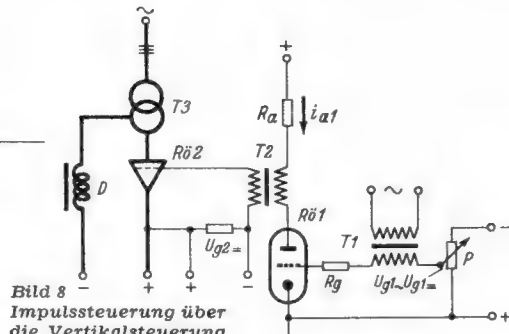 ~
T3
+
Ra
ia1
Rö2
T2
D
Rö1
~
T1
Ug2=
Rg
Ug1~
Ug1=
P
-
-
+
+
-
+
Bild 8
Impulssteuerung über
die Vertikalsteuerung